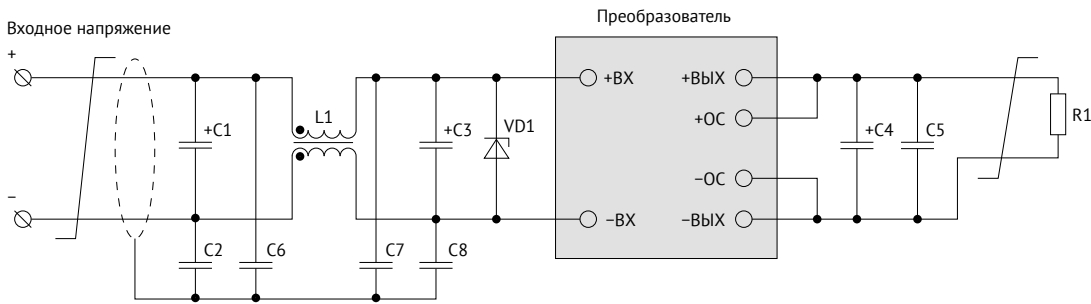 Преобразователь
Входное напряжение
+
+ВХ
+ВЫХ
+C1
L1
+C3
VD1
+ОС
+C4
C5
R1
−ОС
−
−ВХ
−ВЫХ
C2
C6
C7
C8